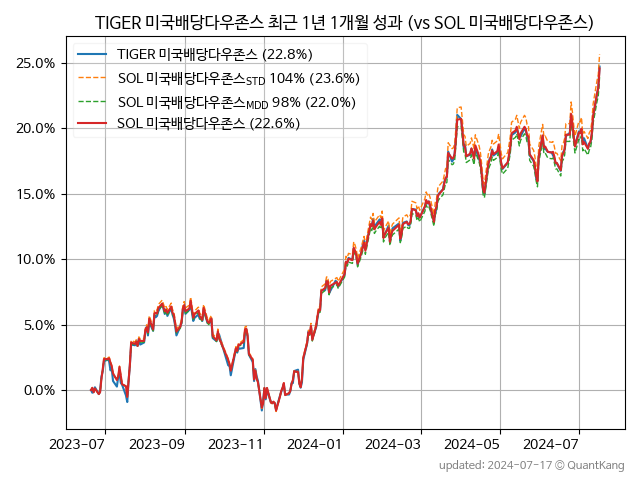 TIGER 미국배당다우존스 최근 1년 1개월 성과 (vs SOL 미국배당다우존스)
TIGER 미국배당다우존스 (22.8%)
SOL 미국배당다우존스STD 104% (23.6%)
SOL 미국배당다우존스MDD 98% (22.0%)
SOL 미국배당다우존스 (22.6%)
25.0%
20.0%
15.0%
10.0%
5.0%
0.0%
2023-07 2023-09 2023-11 2024-01 2024-03 2024-05 2024-07
updated: 2024-07-17 © QuantKang